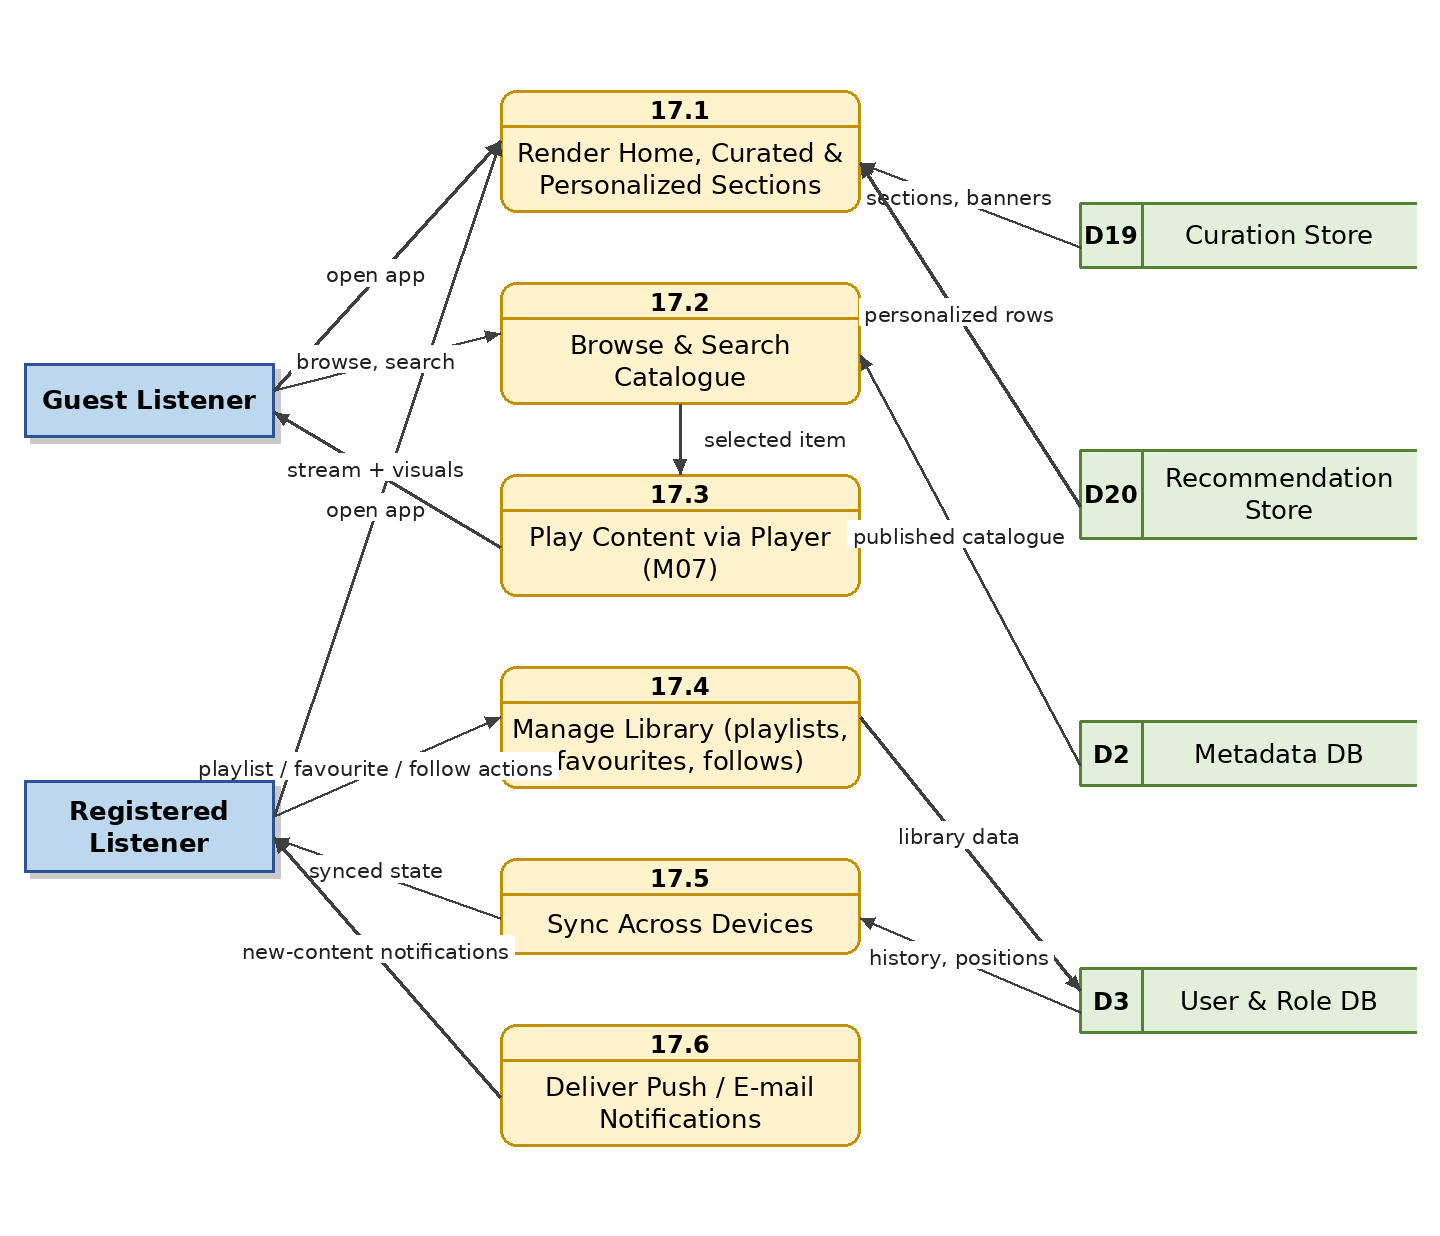 17.1
Render Home, Curated &
Personalized Sections
sections, banners
D19
Curation Store
open app
17.2
Browse & Search
Catalogue
personalized rows
browse, search
Guest Listener
selected item
stream + visuals
17.3
Play Content via Player
(M07)
D20
Recommendation
Store
open app
published catalogue
17.4
Manage Library (playlists,
favourites, follows)
playlist / favourite / follow actions
D2
Metadata DB
Registered
Listener
library data
synced state
17.5
Sync Across Devices
new-content notifications
history, positions
D3
User & Role DB
17.6
Deliver Push / E-mail
Notifications